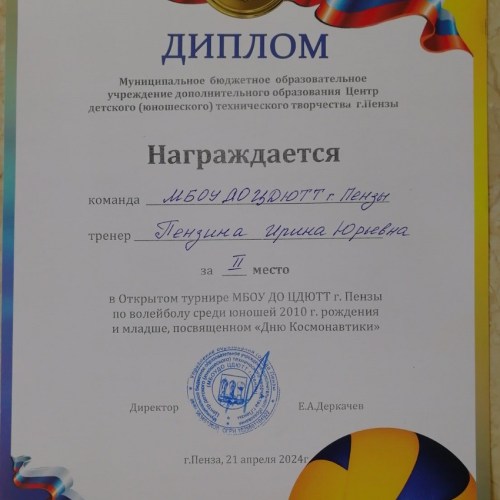 ДИПЛОМ
Муниципальное бюджетное образовательное
учреждение дополнительного образования Центр
детского (юношеского) технического творчества г.Пензы
Награждается
команда МБОУ ДО ЦДЮТТ г. Пензы
тренер Пензина Ирина Юрьевна
за II место
в Открытом турнире МБОУ ДО ЦДЮТТ г. Пензы
по волейболу среди юношей 2010 г. рождения
и младше, посвященном «Дню Космонавтики»
Директор Е.А.Деркачев
г.Пенза, 21 апреля 2024г.